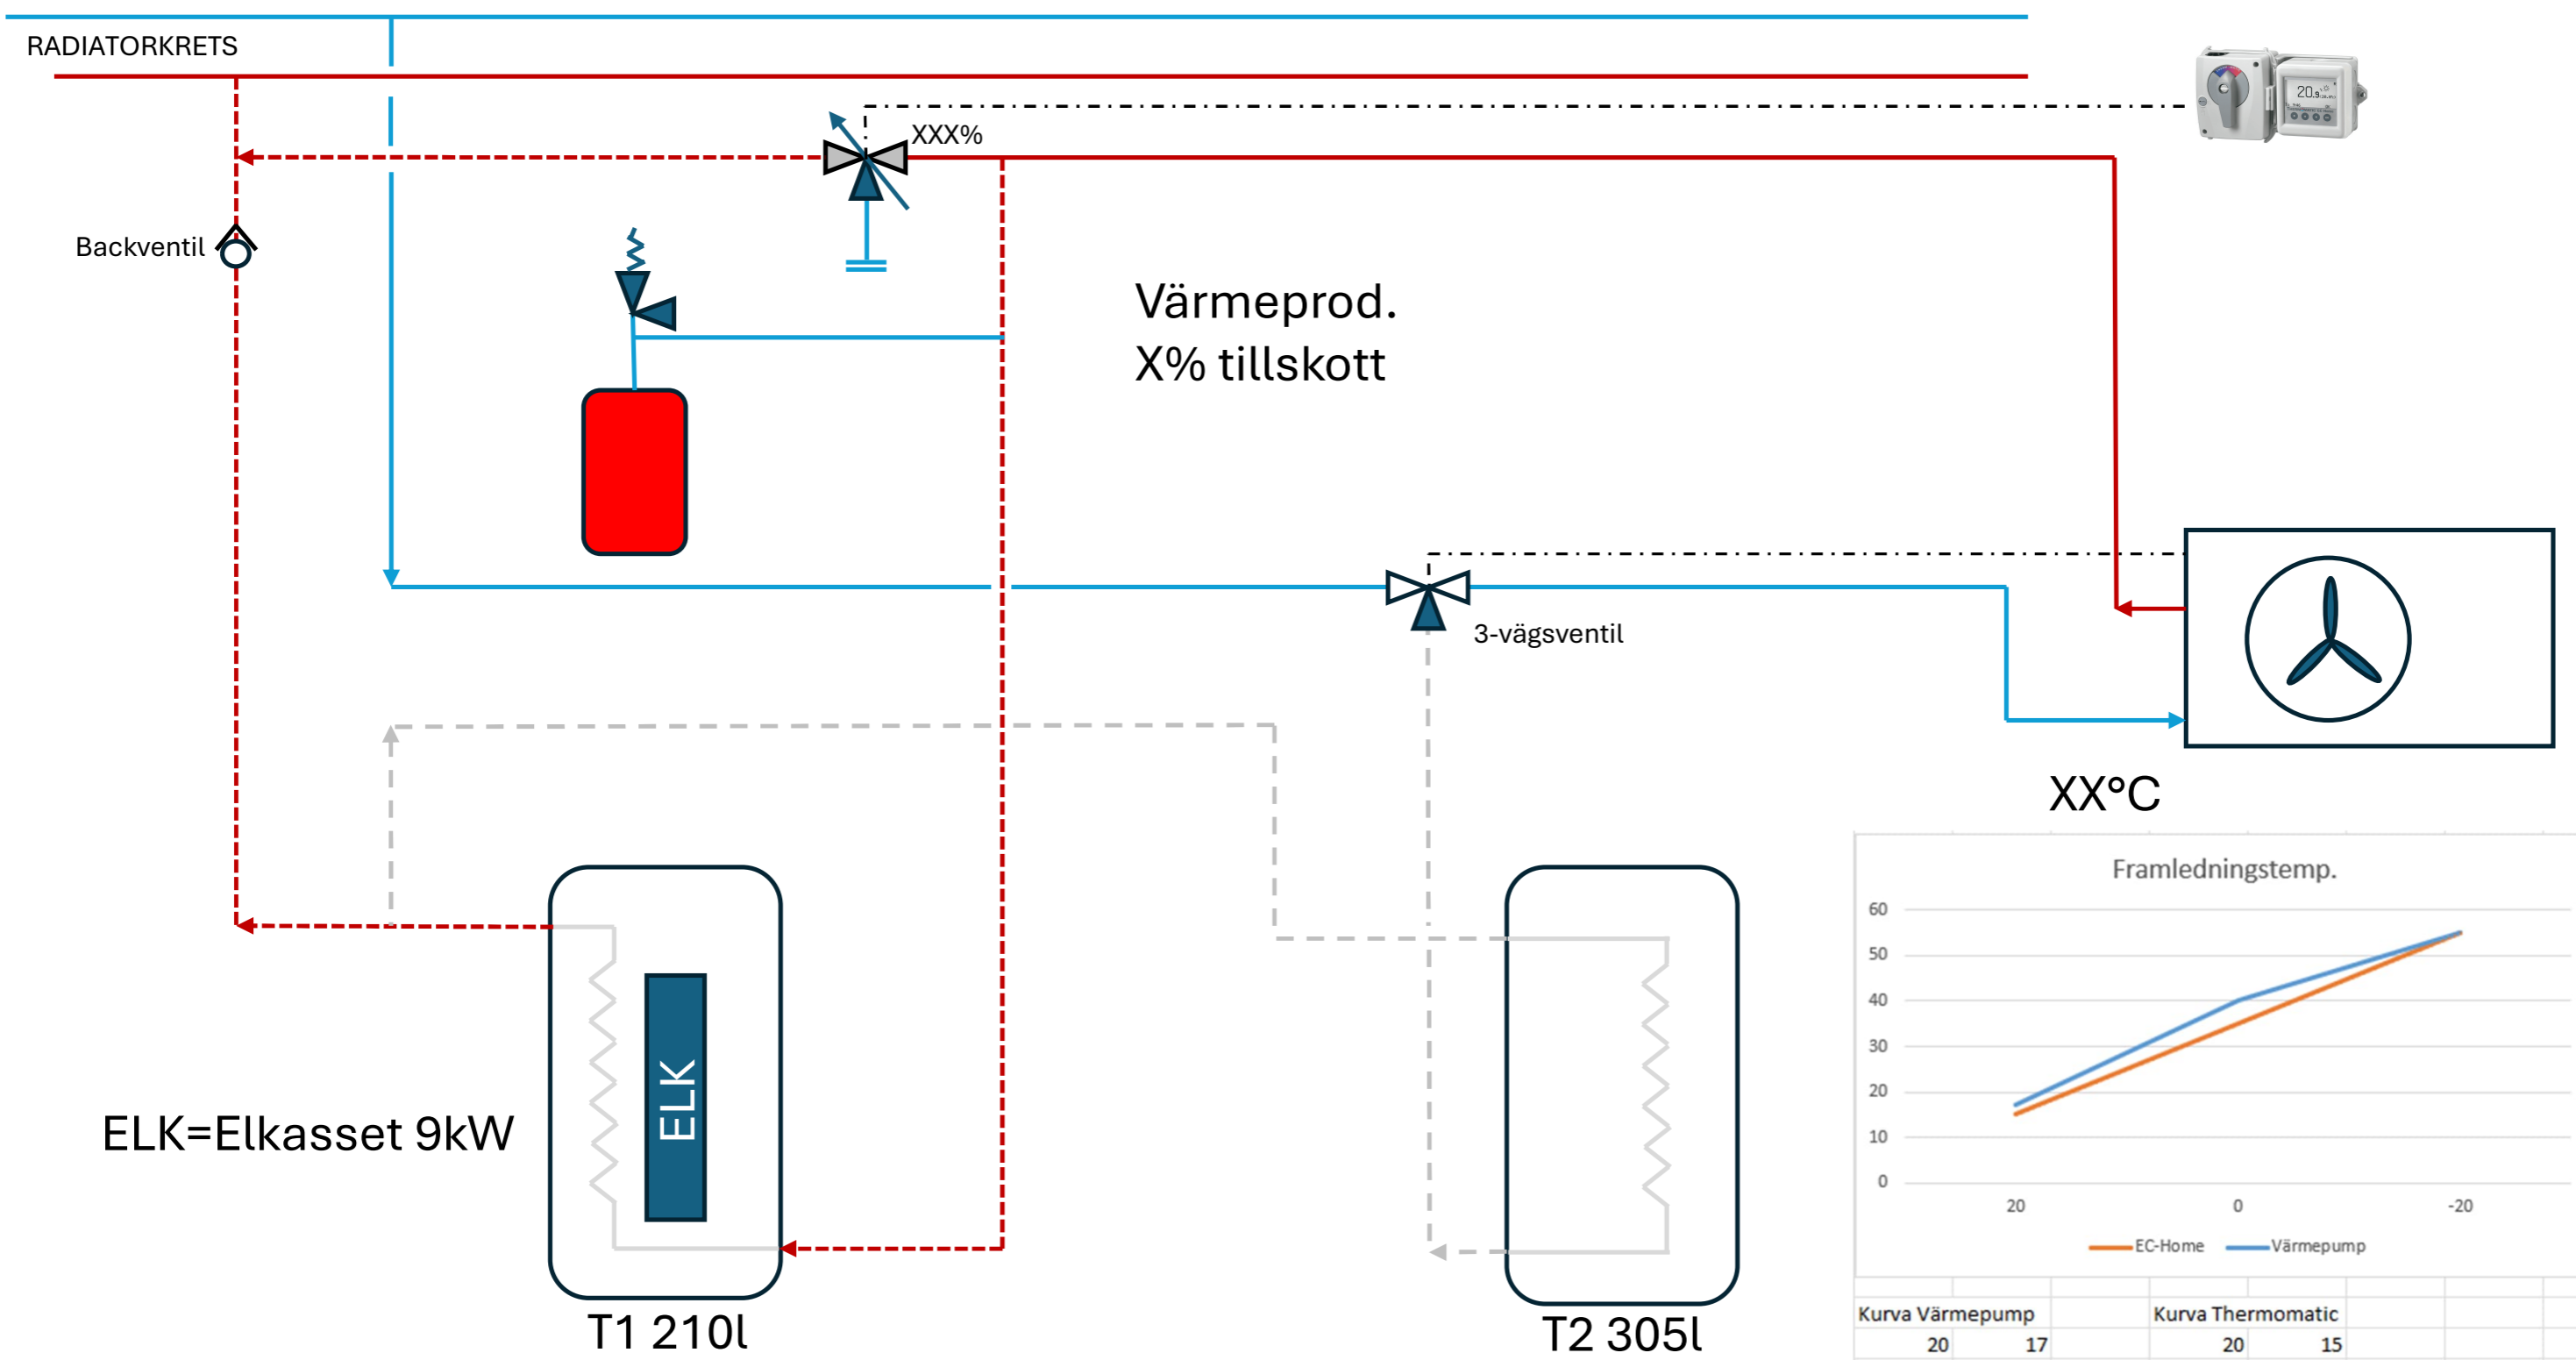 RADIATORKRETS
XXX%
20.9
Backventil
Värmeprod.
X% tillskott
3-vägsventil
XX°C
Framledningstemp.
60
50
40
30
20
10
0
20 0 -20
EC-Home Värmepump
ELK
ELK=Elkasset 9kW
T1 210l
T2 305l
Kurva Värmepump Kurva Thermomatic
20 17 20 15